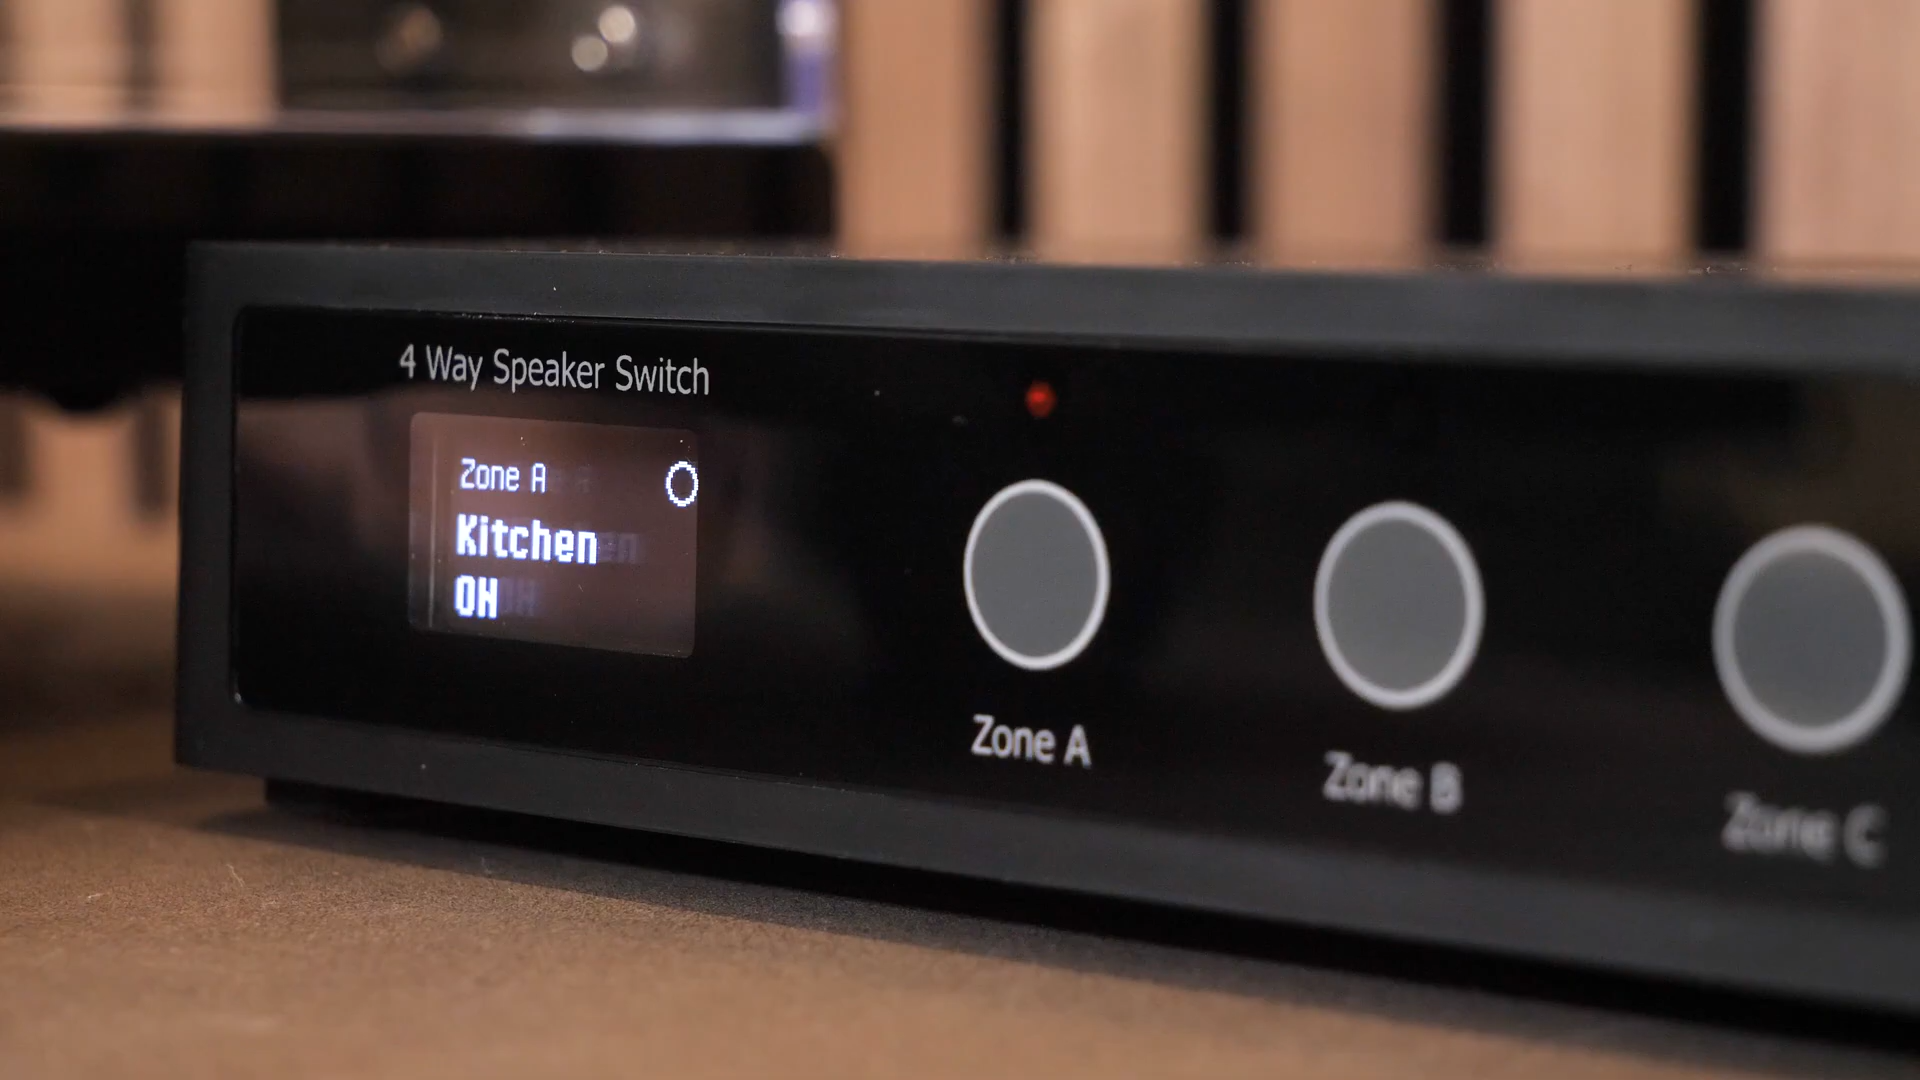 4 Way Speaker Switch
Zone A
Kitchen
ON
Zone A
Zone B
Zone C